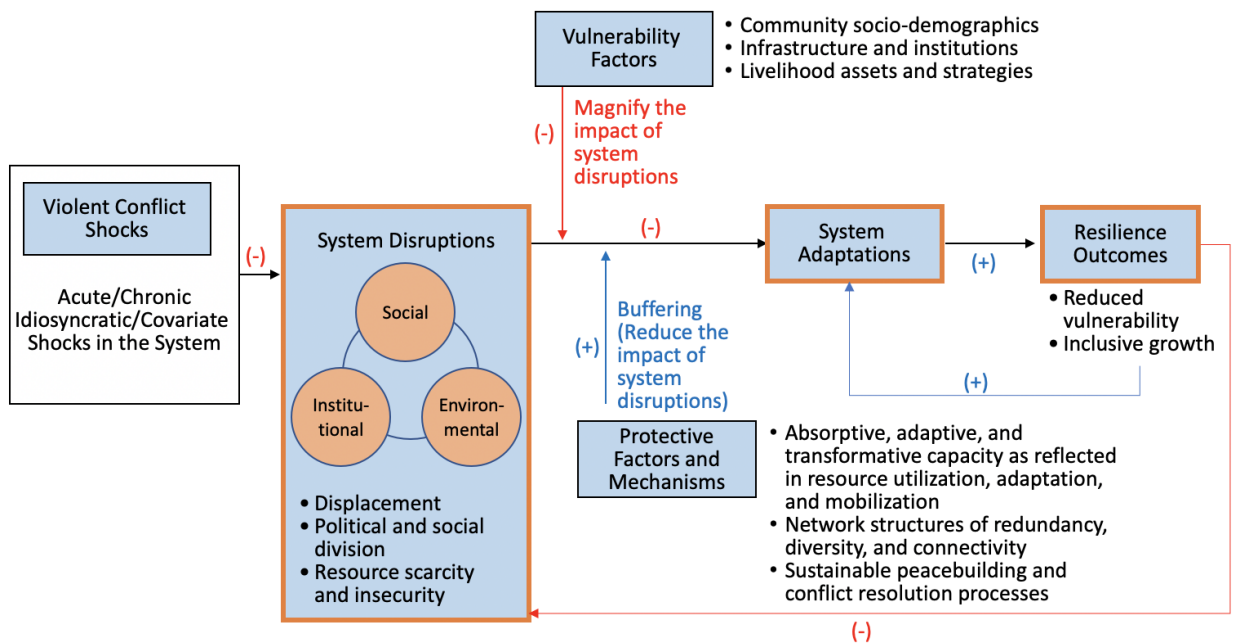 Vulnerability
Factors
• Community socio-demographics
• Infrastructure and institutions
• Livelihood assets and strategies
(-)
Magnify the
impact of
system
disruptions
Violent Conflict
Shocks
Acute/Chronic
Idiosyncratic/Covariate
Shocks in the System
(-)
System Disruptions
Social
Institu-
tional
Environ-
mental
• Displacement
• Political and social
division
• Resource scarcity
and insecurity
(-)
(+)
Buffering
(Reduce the
impact of
system
disruptions)
Protective
Factors and
Mechanisms
System
Adaptations
(+)
Resilience
Outcomes
• Reduced
vulnerability
• Inclusive growth
(+)
• Absorptive, adaptive, and
transformative capacity as reflected
in resource utilization, adaptation,
and mobilization
• Network structures of redundancy,
diversity, and connectivity
• Sustainable peacebuilding and
conflict resolution processes
(-)